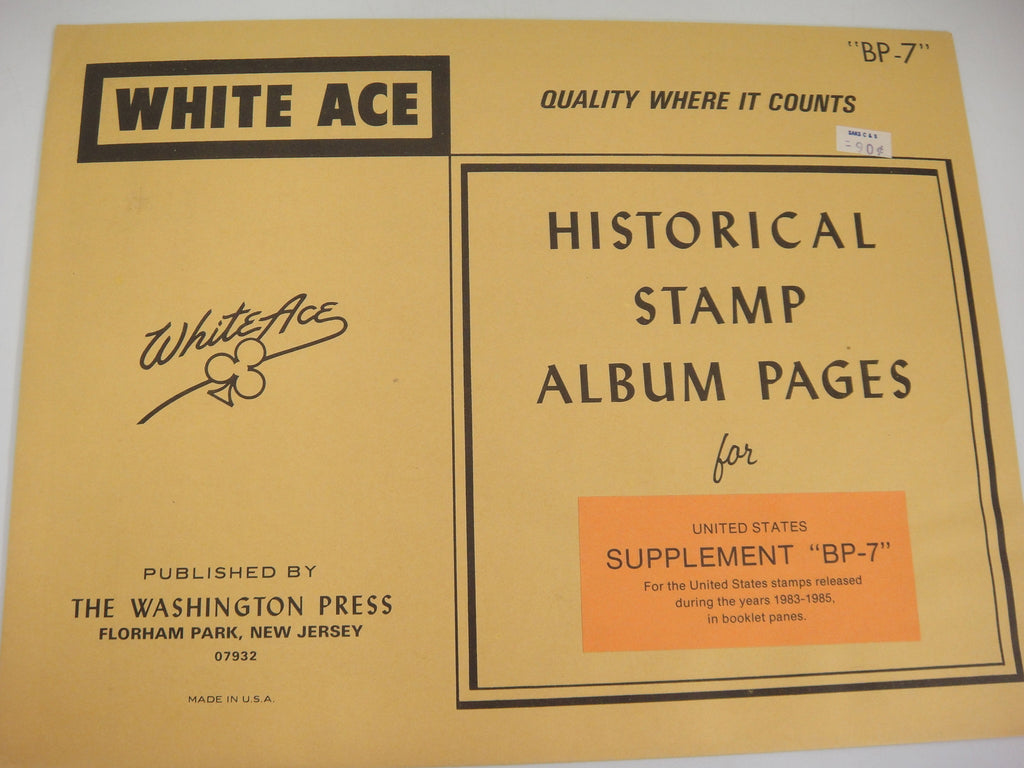 "BP-7"
WHITE ACE
QUALITY WHERE IT COUNTS
90¢
HISTORICAL
STAMP
ALBUM PAGES
for
White Ace
UNITED STATES
SUPPLEMENT "BP-7"
For the United States stamps released
during the years 1983-1985,
in booklet panes.
PUBLISHED BY
THE WASHINGTON PRESS
FLORHAM PARK, NEW JERSEY
07932
MADE IN U.S.A.